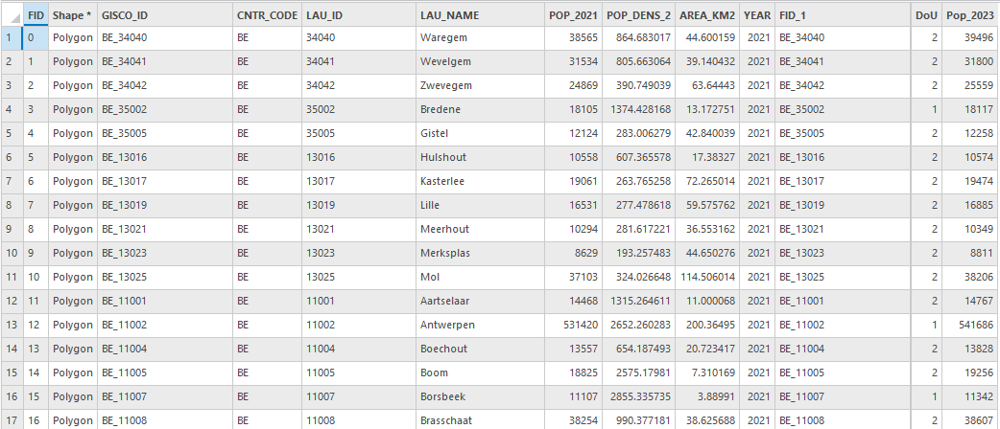 FID Shape * GISCO_ID CNTR_CODE LAU_ID LAU_NAME POP_2021 POP_DENS_2 AREA_KM2 YEAR FID_1 DoU Pop_2023
1 0 Polygon BE_34040 BE 34040 Waregem 38565 864.683017 44.600159 2021 BE_34040 2 39496
2 1 Polygon BE_34041 BE 34041 Wevelgem 31534 805.663064 39.140432 2021 BE_34041 2 31800
3 2 Polygon BE_34042 BE 34042 Zwevegem 24869 390.749039 63.64443 2021 BE_34042 2 25559
4 3 Polygon BE_35002 BE 35002 Bredene 18105 1374.428168 13.172751 2021 BE_35002 1 18117
5 4 Polygon BE_35005 BE 35005 Gistel 12124 283.006279 42.840039 2021 BE_35005 2 12258
6 5 Polygon BE_13016 BE 13016 Hulshout 10558 607.365578 17.38327 2021 BE_13016 2 10574
7 6 Polygon BE_13017 BE 13017 Kasterlee 19061 263.765258 72.265014 2021 BE_13017 2 19474
8 7 Polygon BE_13019 BE 13019 Lille 16531 277.478618 59.575762 2021 BE_13019 2 16885
9 8 Polygon BE_13021 BE 13021 Meerhout 10294 281.617221 36.553162 2021 BE_13021 2 10349
10 9 Polygon BE_13023 BE 13023 Merksplas 8629 193.257483 44.650276 2021 BE_13023 2 8811
11 10 Polygon BE_13025 BE 13025 Mol 37103 324.026648 114.506014 2021 BE_13025 2 38206
12 11 Polygon BE_11001 BE 11001 Aartselaar 14468 1315.264611 11.000068 2021 BE_11001 2 14767
13 12 Polygon BE_11002 BE 11002 Antwerpen 531420 2652.260283 200.36495 2021 BE_11002 1 541686
14 13 Polygon BE_11004 BE 11004 Boechout 13557 654.187493 20.723417 2021 BE_11004 2 13828
15 14 Polygon BE_11005 BE 11005 Boom 18825 2575.17981 7.310169 2021 BE_11005 2 19256
16 15 Polygon BE_11007 BE 11007 Borsbeek 11107 2855.335735 3.88991 2021 BE_11007 1 11342
17 16 Polygon BE_11008 BE 11008 Brasschaat 38254 990.377181 38.625688 2021 BE_11008 2 38607